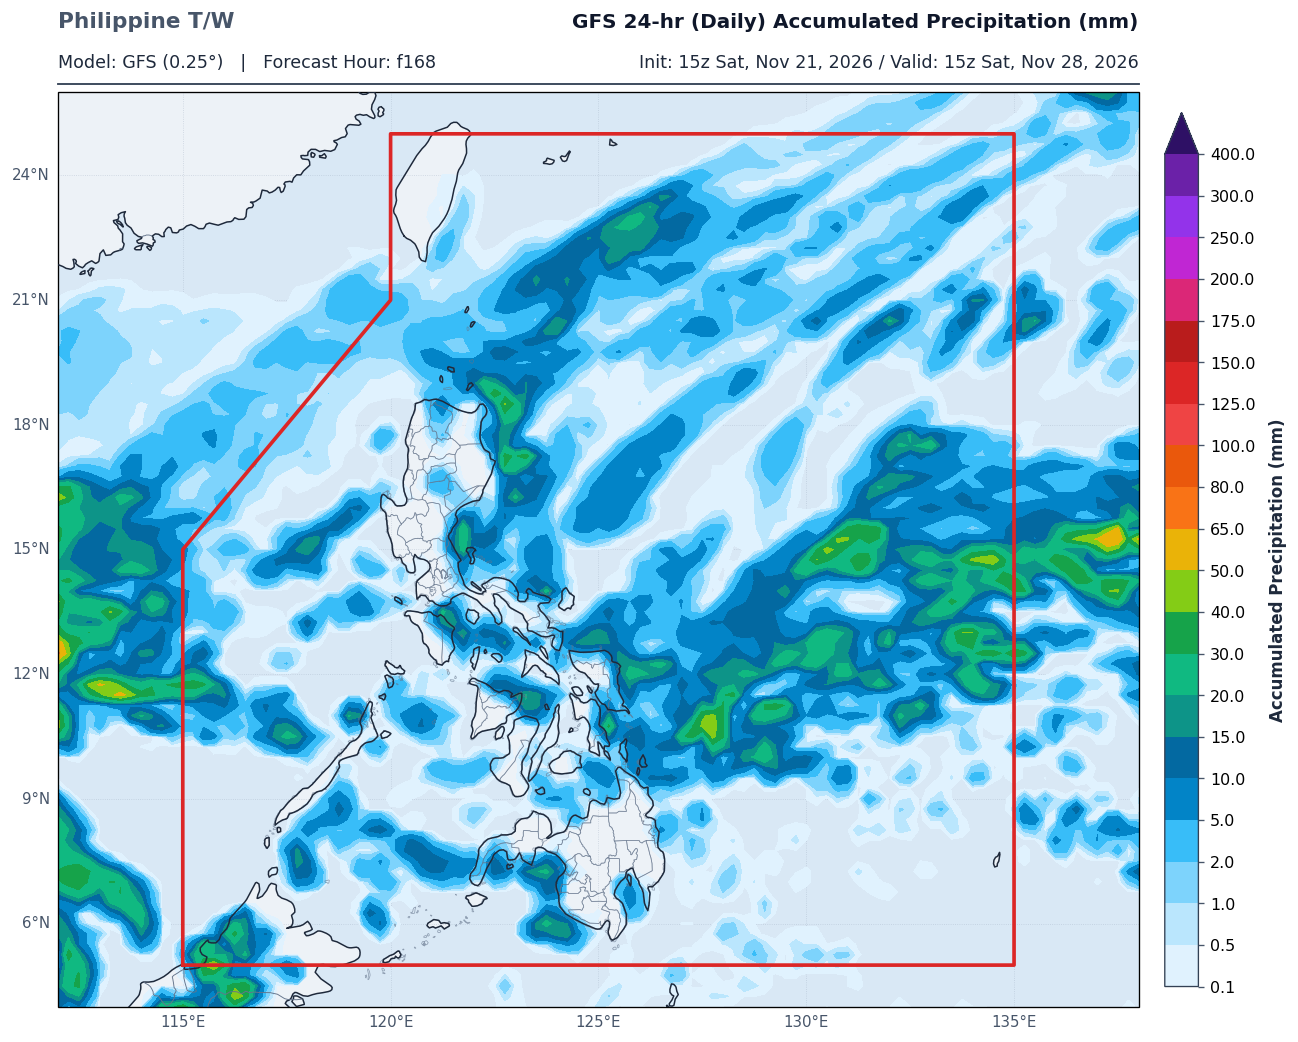 Philippine T/W
GFS 24-hr (Daily) Accumulated Precipitation (mm)
Model: GFS (0.25°)   |   Forecast Hour: f168
Init: 15z Sat, Nov 21, 2026 / Valid: 15z Sat, Nov 28, 2026
24°N
21°N
18°N
15°N
12°N
9°N
6°N
115°E
120°E
125°E
130°E
135°E
400.0
300.0
250.0
200.0
175.0
150.0
125.0
100.0
80.0
65.0
50.0
40.0
30.0
20.0
15.0
10.0
5.0
2.0
1.0
0.5
0.1
Accumulated Precipitation (mm)